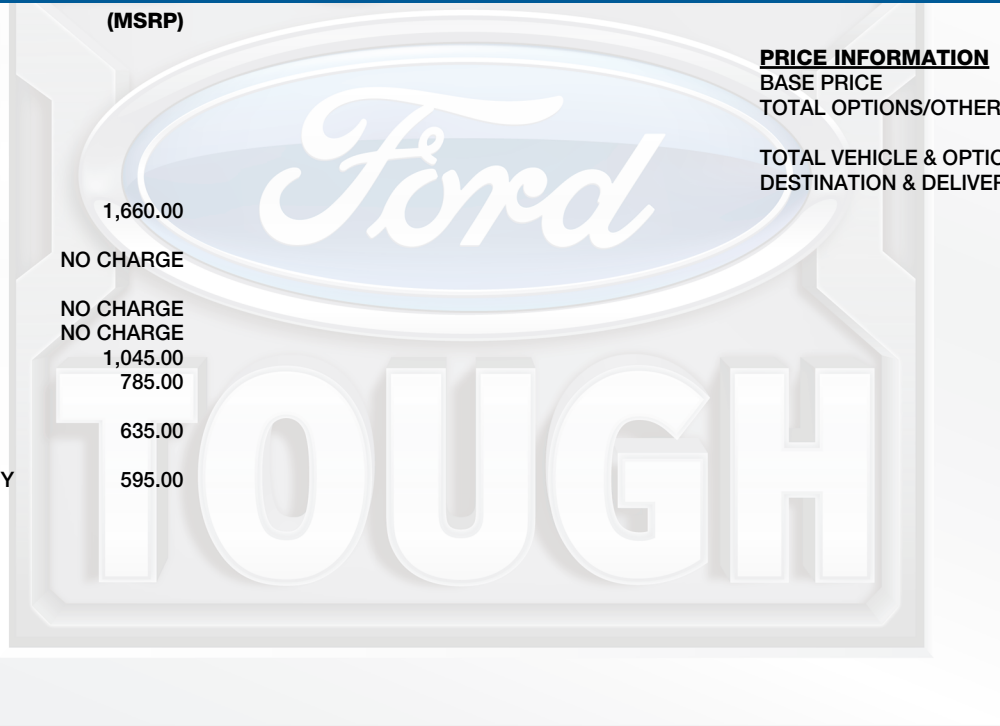 (MSRP)
1,660.00
NO CHARGE
NO CHARGE
NO CHARGE
1,045.00
785.00
635.00
Y 595.00
PRICE INFORMATION
BASE PRICE
TOTAL OPTIONS/OTHER
TOTAL VEHICLE & OPTIO
DESTINATION & DELIVER
Ford
TOUGH